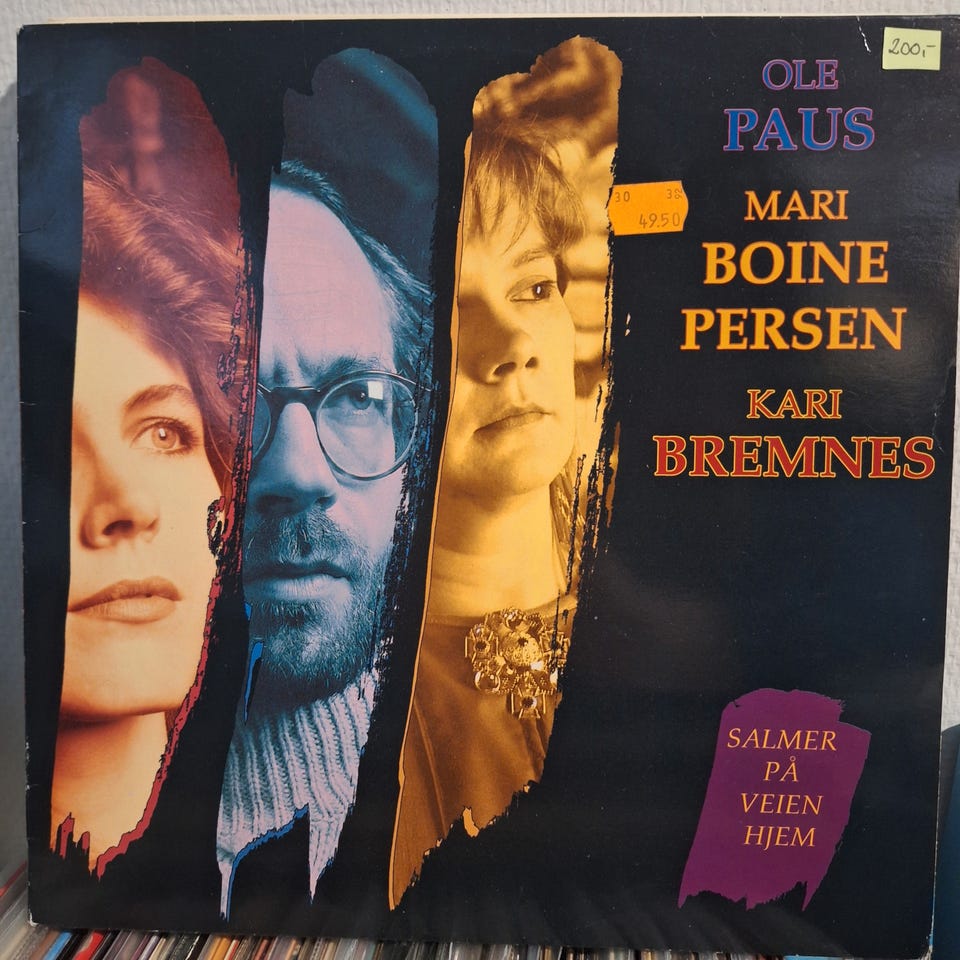 200,-
OLE
PAUS
MARI
BOINE
PERSEN
KARI
BREMNES
30 38
49.50
SALMER
PÅ
VEIEN
HJEM